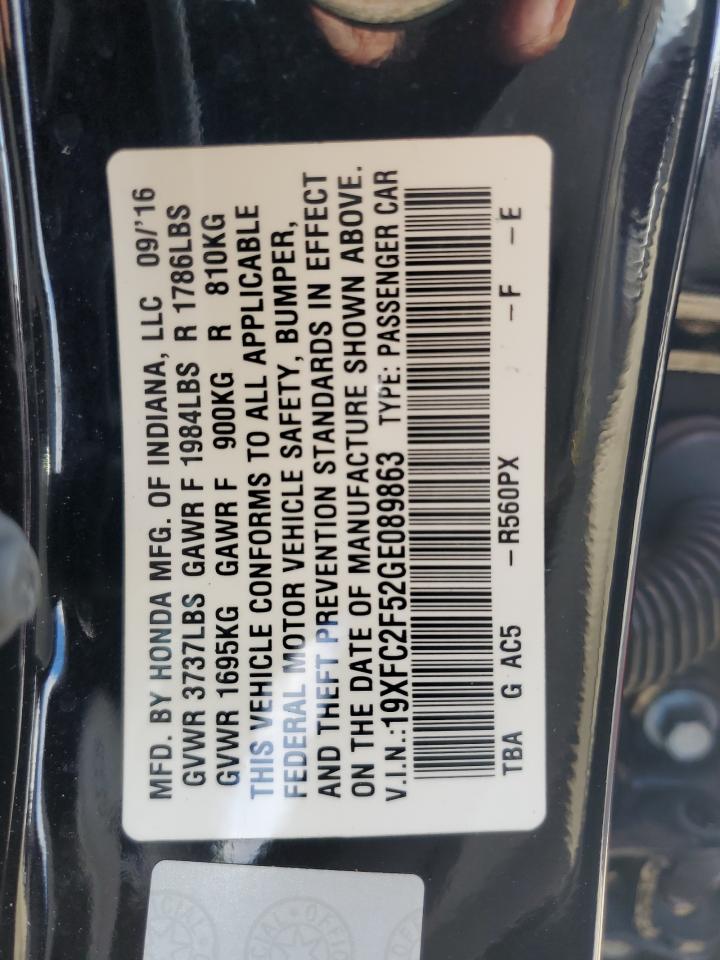 MFD. BY HONDA MFG. OF INDIANA, LLC 09/'16
GVWR 3737LBS GAWR F 1984LBS R 1786LBS
GVWR 1695KG GAWR F 900KG R 810KG
THIS VEHICLE CONFORMS TO ALL APPLICABLE
FEDERAL MOTOR VEHICLE SAFETY, BUMPER,
AND THEFT PREVENTION STANDARDS IN EFFECT
ON THE DATE OF MANUFACTURE SHOWN ABOVE.
V.I.N.:19XFC2F52GE089863 TYPE: PASSENGER CAR
TBA G AC5 -R560PX -F -E
OFFICIAL